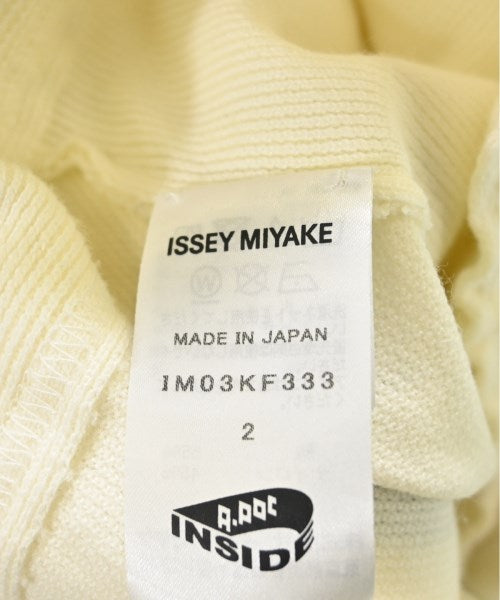 ISSEY MIYAKE
MADE IN JAPAN
IM03KF333
2
A.POC
INSIDE